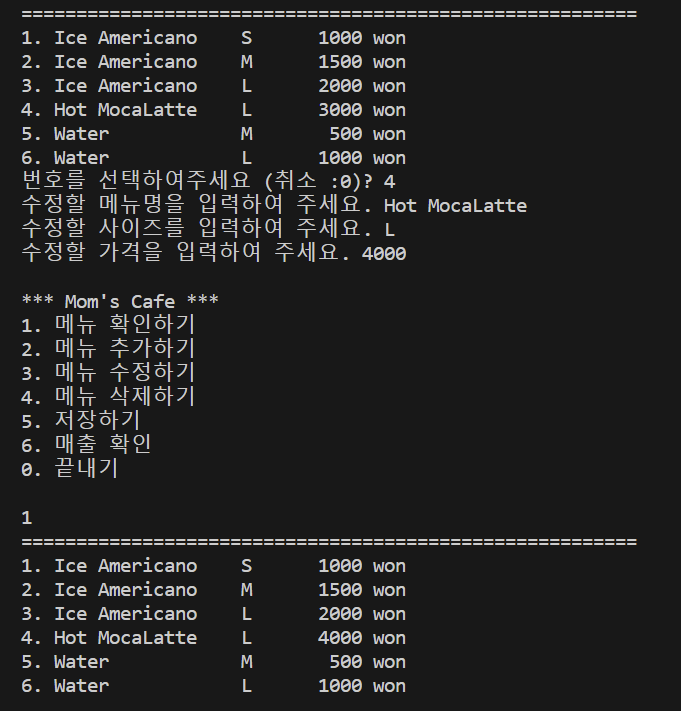 ========================================================
1. Ice Americano    S      1000 won
2. Ice Americano    M      1500 won
3. Ice Americano    L      2000 won
4. Hot MocaLatte    L      3000 won
5. Water            M       500 won
6. Water            L      1000 won
번호를 선택하여주세요 (취소 :0)? 4
수정할 메뉴명을 입력하여 주세요. Hot MocaLatte
수정할 사이즈를 입력하여 주세요. L
수정할 가격을 입력하여 주세요. 4000
*** Mom's Cafe ***
1. 메뉴 확인하기
2. 메뉴 추가하기
3. 메뉴 수정하기
4. 메뉴 삭제하기
5. 저장하기
6. 매출 확인
0. 끝내기
1
========================================================
1. Ice Americano    S      1000 won
2. Ice Americano    M      1500 won
3. Ice Americano    L      2000 won
4. Hot MocaLatte    L      4000 won
5. Water            M       500 won
6. Water            L      1000 won